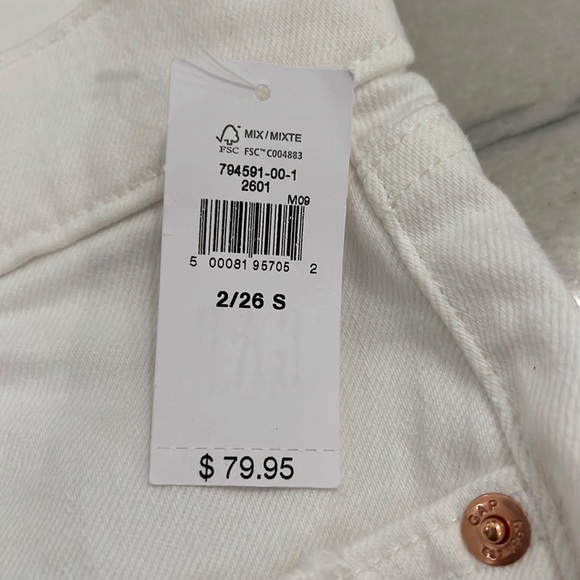 MIX / MIXTE
FSC FSC™ C004883
794591-00-1
2601
M09
5 00081 95705 2
2/26 S
$ 79.95
GAP